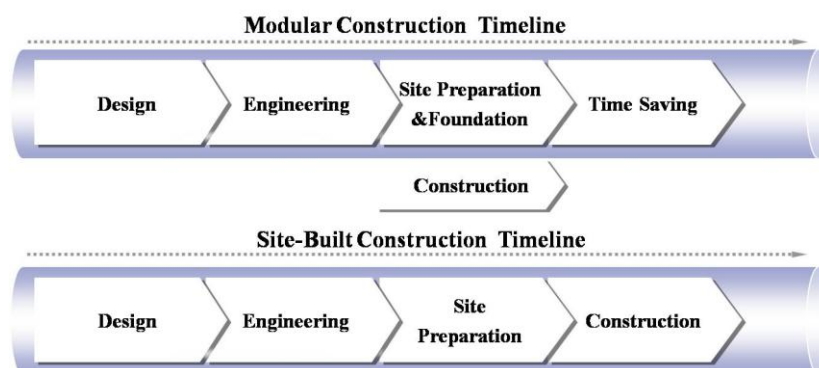 Modular Construction Timeline
Design
Engineering
Site Preparation
&Foundation
Time Saving
Construction
Site-Built Construction Timeline
Design
Engineering
Site
Preparation
Construction